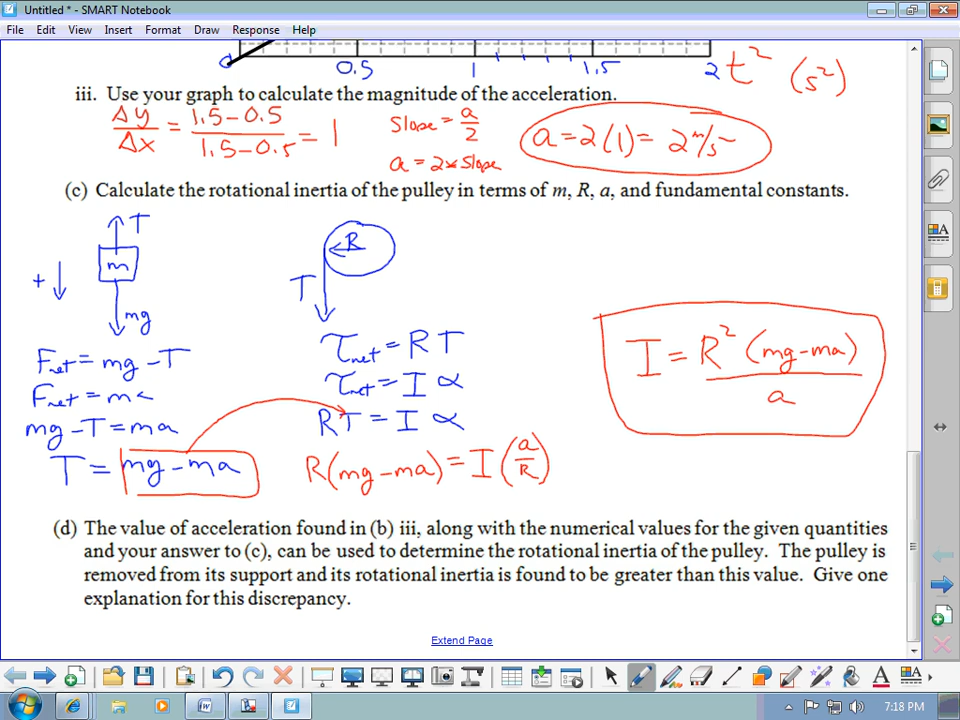 Untitled * - SMART Notebook
File Edit View Insert Format Draw Response Help
0 0.5 1 1.5 2 t² (s²)
iii. Use your graph to calculate the magnitude of the acceleration.
Δy/Δx = (1.5-0.5)/(1.5-0.5) = 1
Slope = a/2
a = 2 × Slope
a = 2(1) = 2 m/s²
(c) Calculate the rotational inertia of the pulley in terms of m, R, a, and fundamental constants.
T
m
+
mg
R
T
Fnet = mg - T
Fnet = ma
mg - T = ma
T = mg - ma
τnet = RT
τnet = I α
RT = I α
R(mg - ma) = I (a/R)
I = R² (mg - ma)/a
(d) The value of acceleration found in (b) iii, along with the numerical values for the given quantities
and your answer to (c), can be used to determine the rotational inertia of the pulley. The pulley is
removed from its support and its rotational inertia is found to be greater than this value. Give one
explanation for this discrepancy.
Extend Page
7:18 PM